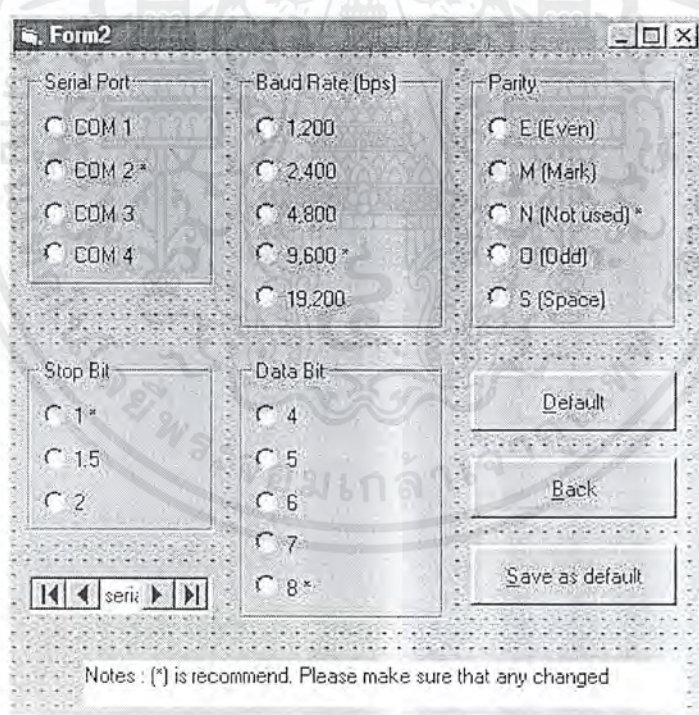 Form2
Serial Port
COM 1
COM 2 *
COM 3
COM 4
Baud Rate (bps)
1,200
2,400
4,800
9,600 *
19,200
Parity
E (Even)
M (Mark)
N (Not used) *
O (Odd)
S (Space)
Stop Bit
1 *
1.5
2
Data Bit
4
5
6
7
8 *
Default
Back
Save as default
Notes : (*) is recommend. Please make sure that any changed